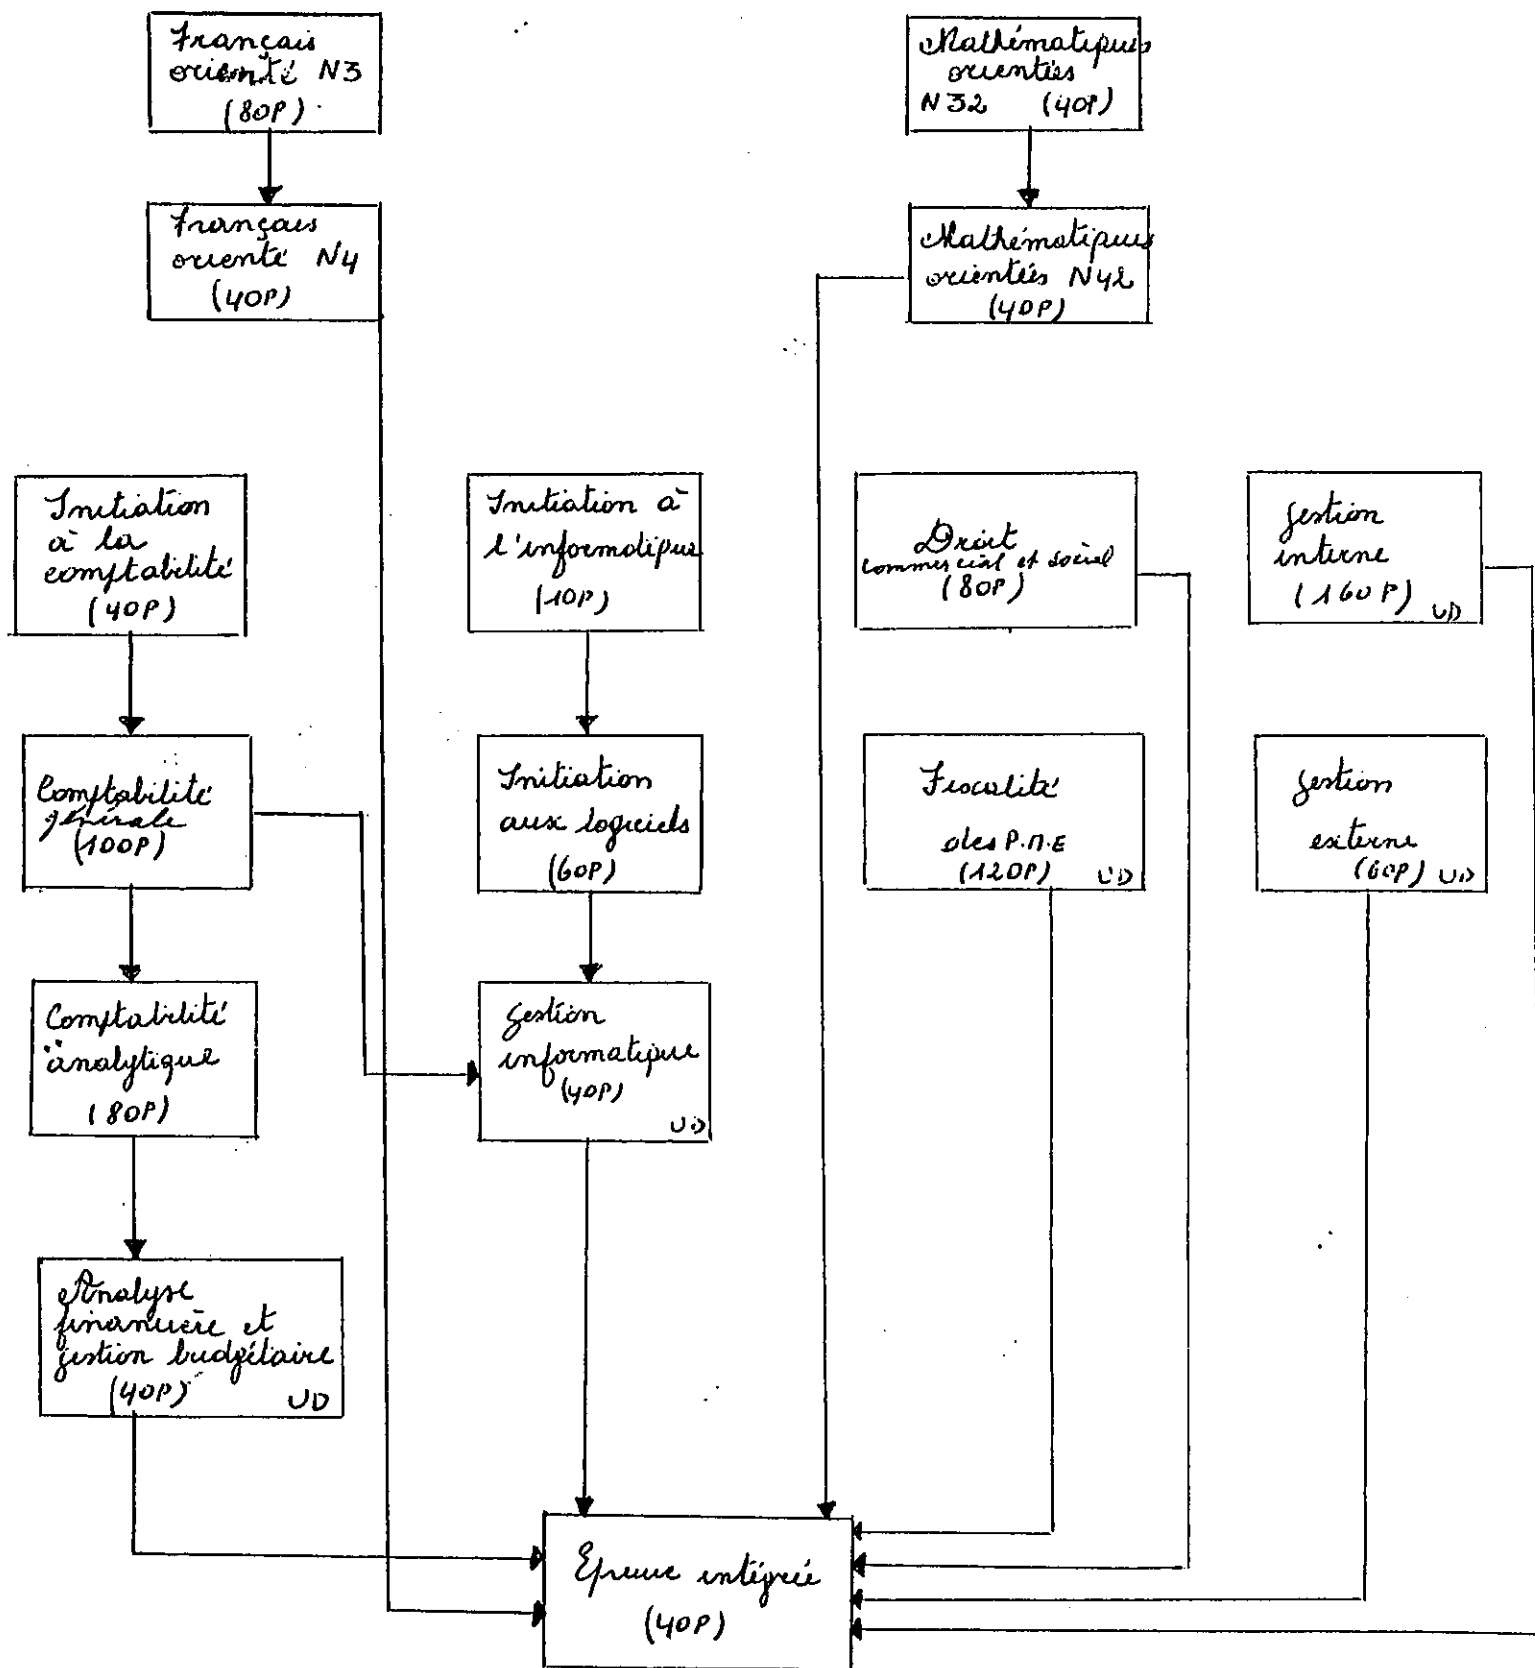 Français
orienté N3
(80P)
Mathématiques
orientées
N32 (40P)
Français
orienté N4
(40P)
Mathématiques
orientées N42
(40P)
Initiation
à la
comptabilité
(40P)
Initiation à
l'informatique
(10P)
Droit
commercial et social
(80P)
gestion
interne
(160P) UD
Comptabilité
générale
(100P)
Initiation
aux logiciels
(60P)
Fiscalité
des P.M.E
(120P) UD
gestion
externe
(60P) UD
Comptabilité
analytique
(80P)
gestion
informatique
(40P)
UD
Analyse
financière et
gestion budgétaire
(40P) UD
Epreuve intégrée
(40P)